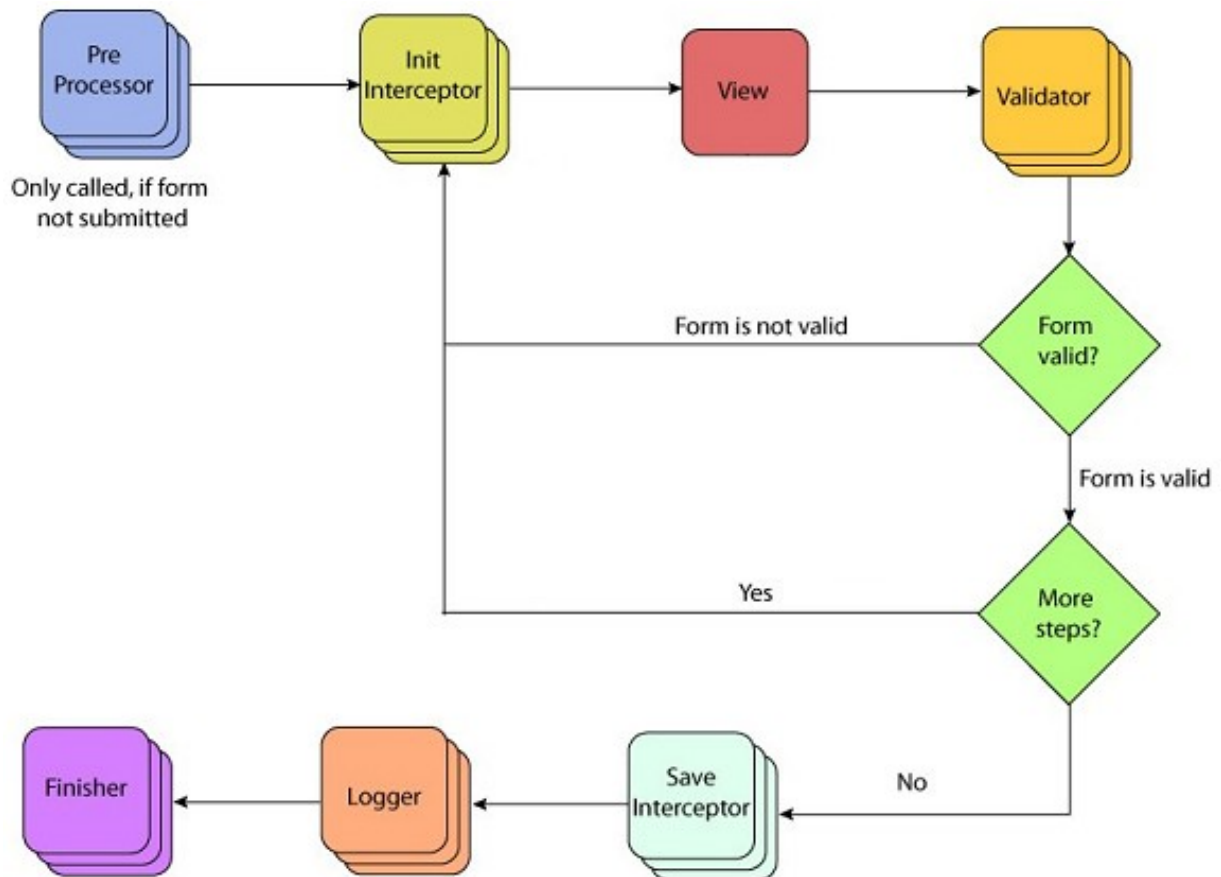 Pre
Processor
Init
Interceptor
View
Validator
Only called, if form
not submitted
Form is not valid
Form
valid?
Form is valid
Yes
More
steps?
No
Save
Interceptor
Logger
Finisher